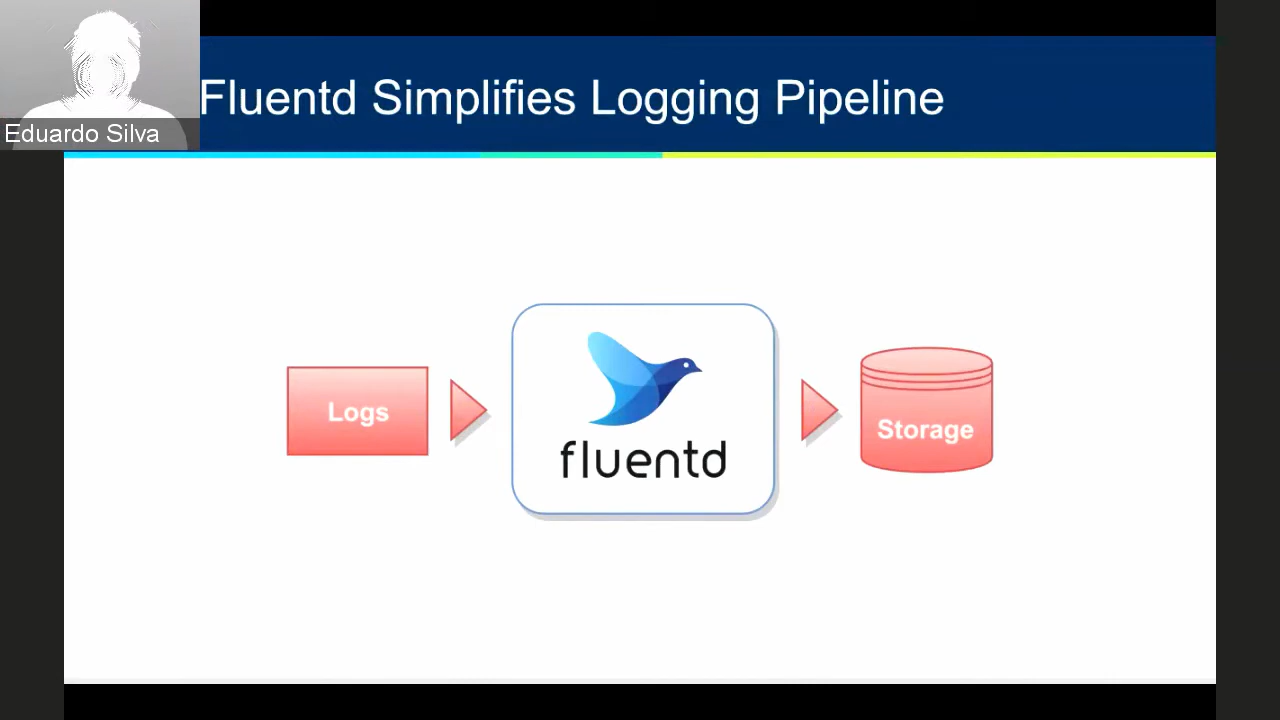 Fluentd Simplifies Logging Pipeline
Eduardo Silva
Logs
fluentd
Storage